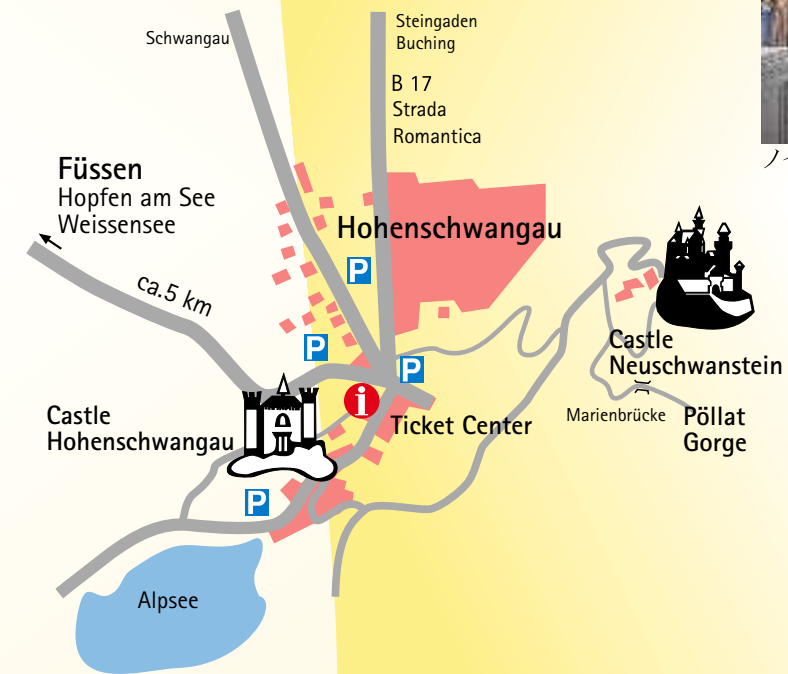 Schwangau
Steingaden
Buching
B 17
Strada
Romantica
Füssen
Hopfen am See
Weissensee
ca.5 km
Hohenschwangau
P
P
P
i
Castle
Neuschwanstein
Marienbrücke
Pöllat
Gorge
Castle
Hohenschwangau
Ticket Center
P
Alpsee